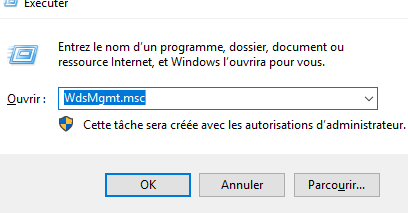 Exécuter
Entrez le nom d'un programme, dossier, document ou
ressource Internet, et Windows l'ouvrira pour vous.
Ouvrir : WdsMgmt.msc
Cette tâche sera créée avec les autorisations d'administrateur.
OK Annuler Parcourir...